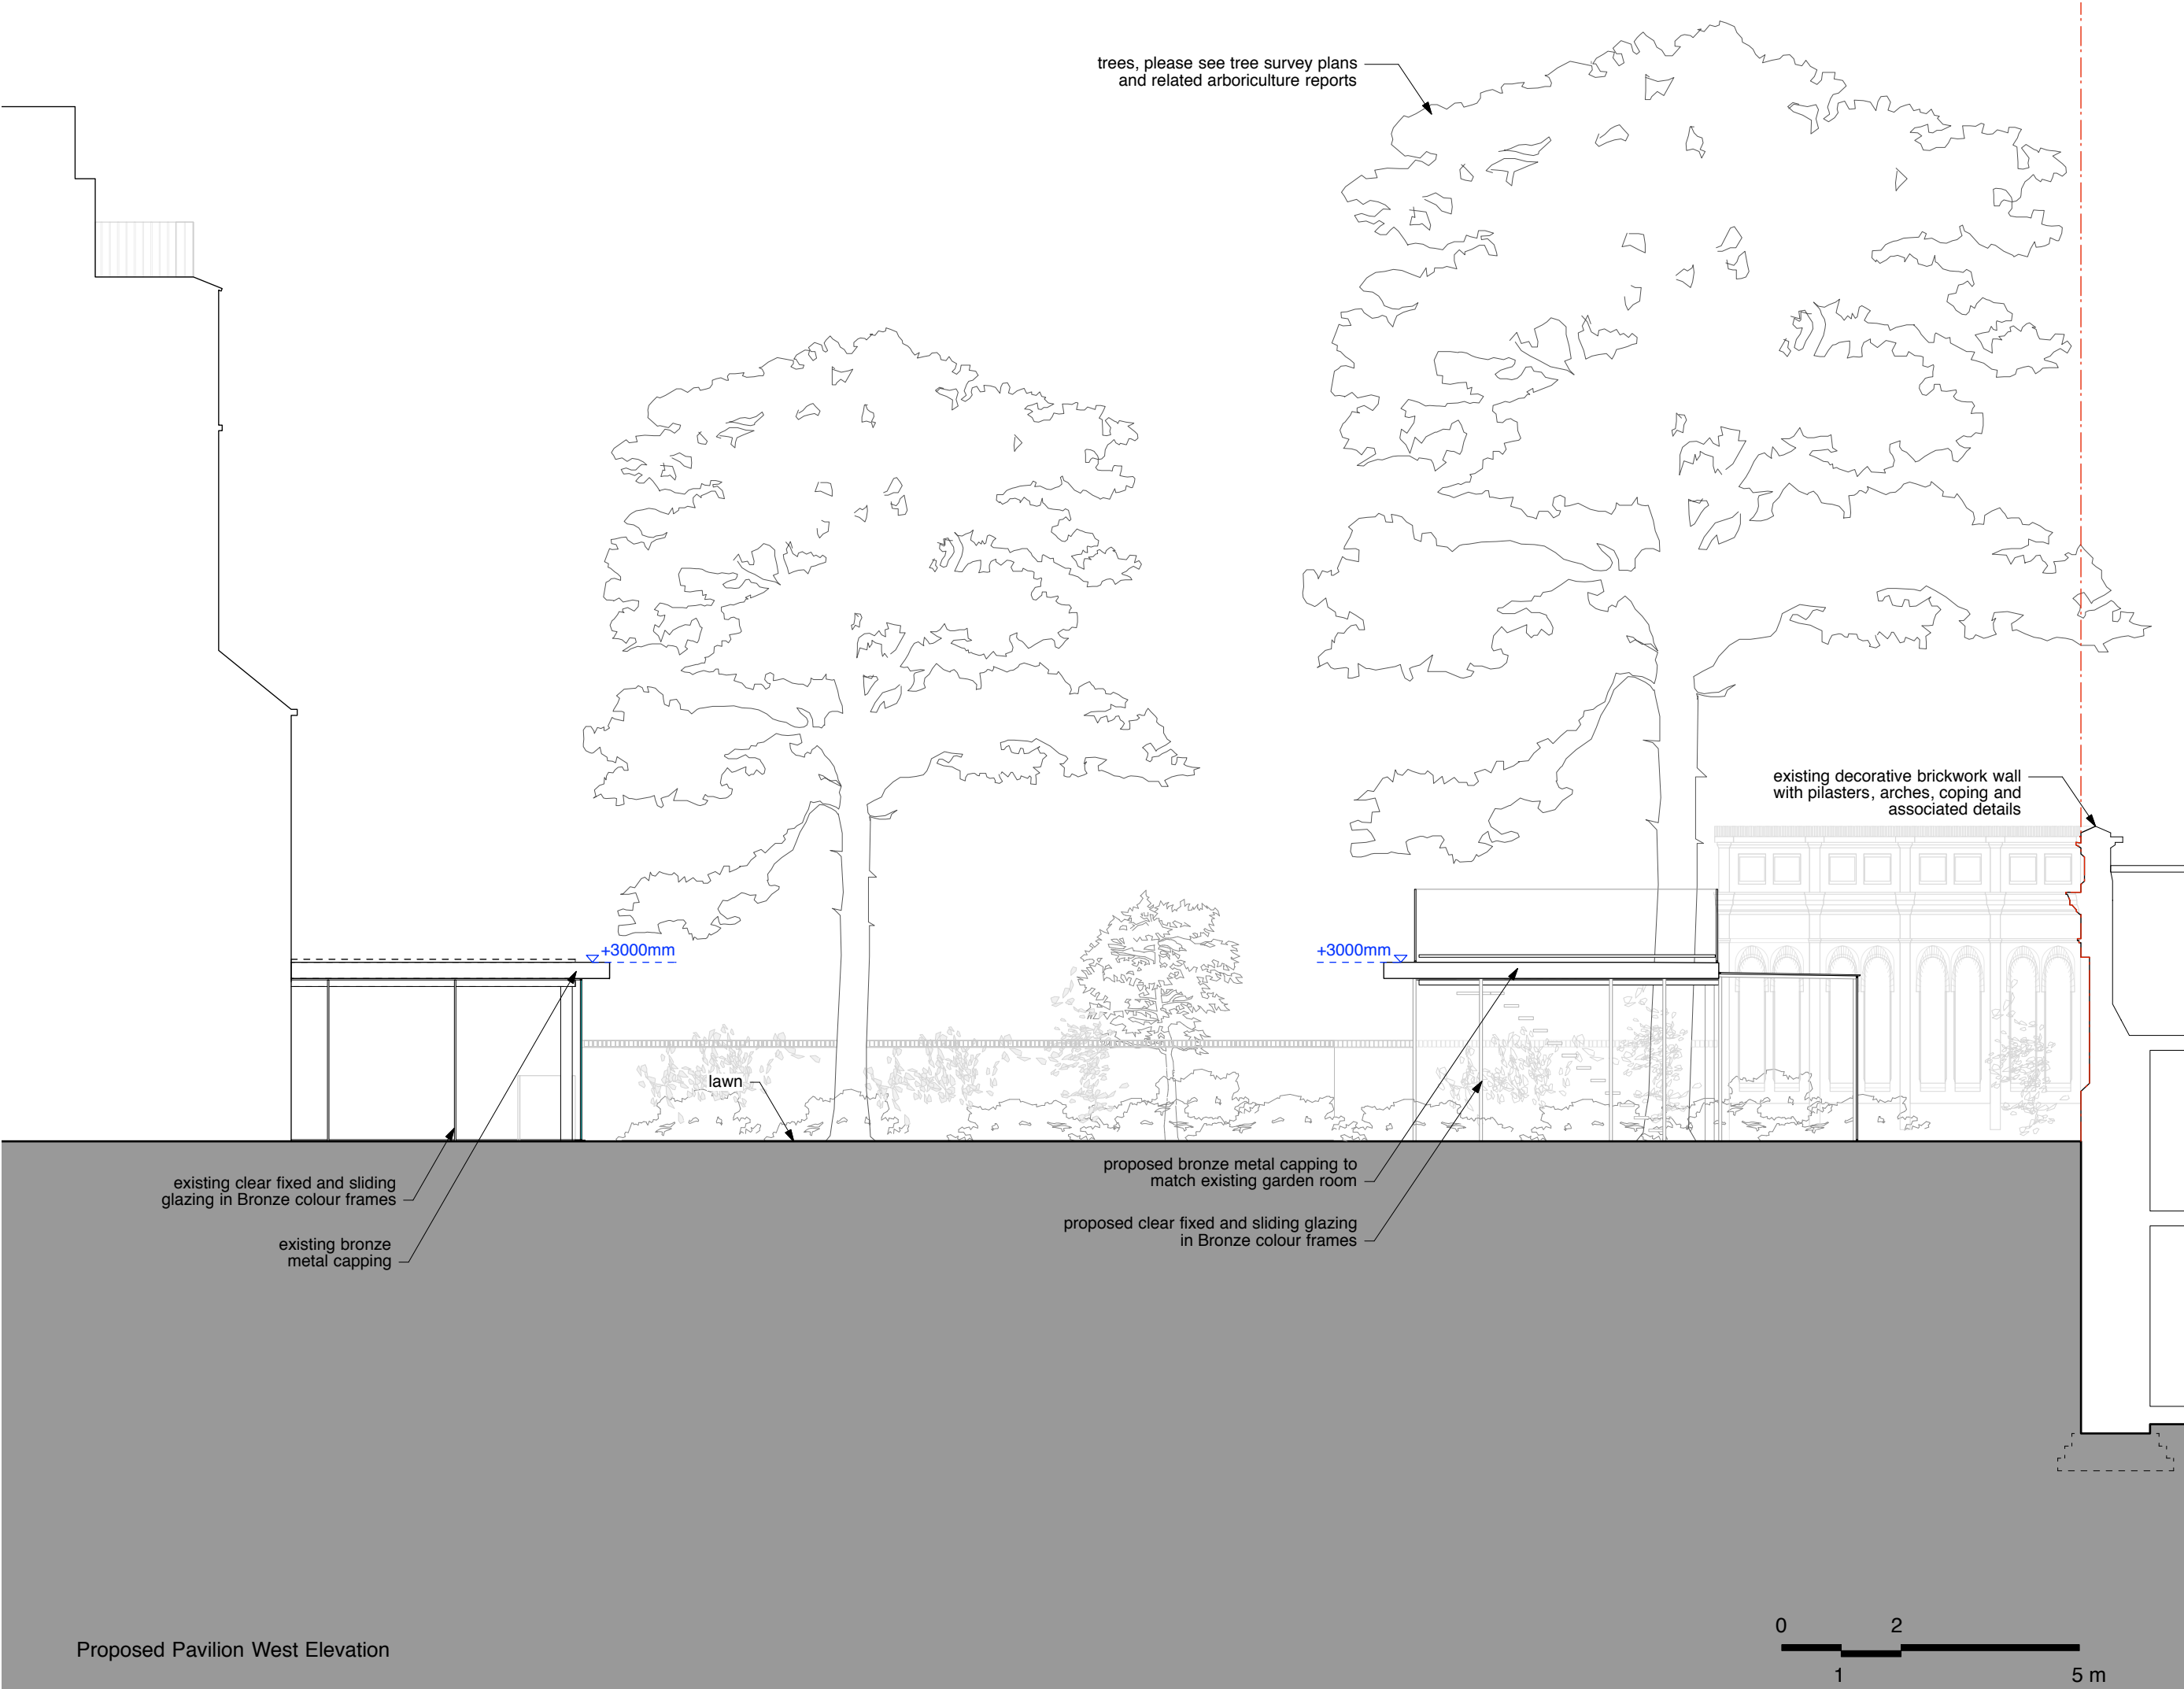 trees, please see tree survey plans
and related arboriculture reports
existing decorative brickwork wall
with pilasters, arches, coping and
associated details
+3000mm
+3000mm
lawn
existing clear fixed and sliding
glazing in Bronze colour frames
existing bronze
metal capping
proposed bronze metal capping to
match existing garden room
proposed clear fixed and sliding glazing
in Bronze colour frames
Proposed Pavilion West Elevation
0 2
1 5 m